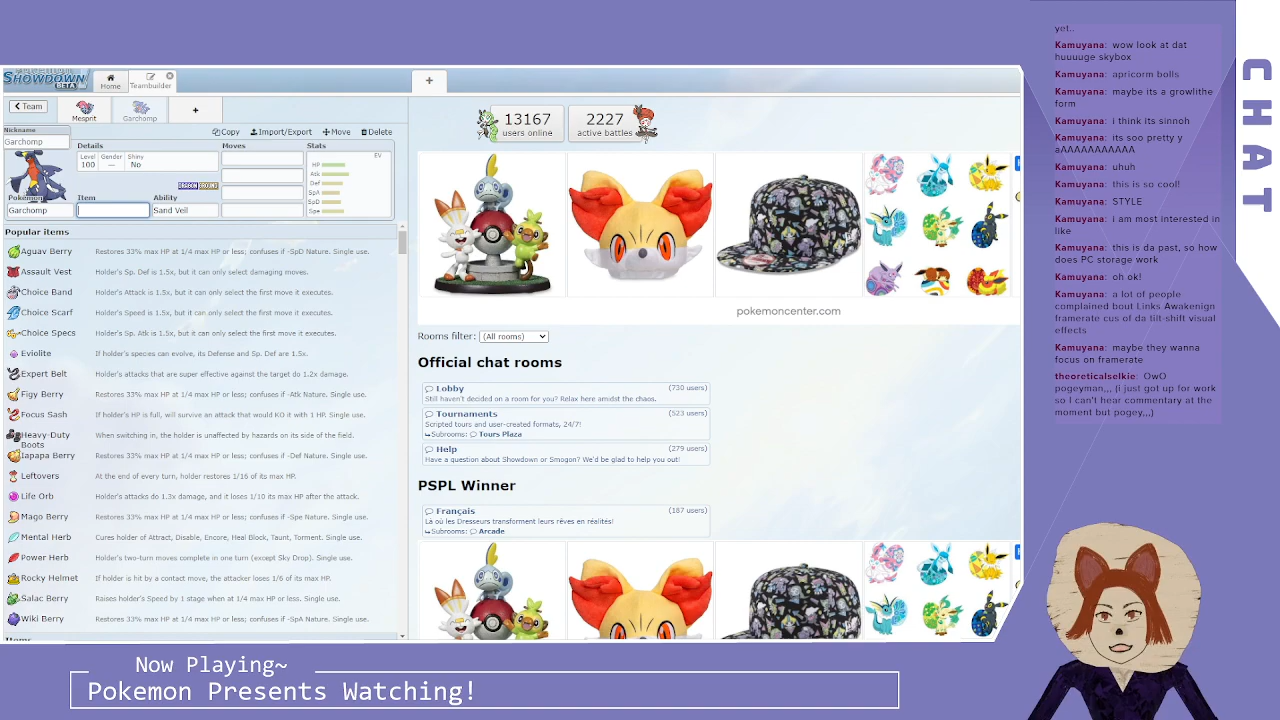 SHOWDOWN
BETA
Home
Teambuilder
+
< Team
Mespnt
Garchomp
+
Copy
Import/Export
Move
Delete
Nickname
Garchomp
Details
Level
100
Gender
—
Shiny
No
DRAGON GROUND
Pokémon
Garchomp
Item
Ability
Sand Veil
Moves
Stats
EV
HP
Atk
Def
SpA
SpD
Spe
Popular items
Aguav Berry Restores 33% max HP at 1/4 max HP or less; confuses if -SpD Nature. Single use.
Assault Vest Holder's Sp. Def is 1.5x, but it can only select damaging moves.
Choice Band Holder's Attack is 1.5x, but it can only select the first move it executes.
Choice Scarf Holder's Speed is 1.5x, but it can only select the first move it executes.
Choice Specs Holder's Sp. Atk is 1.5x, but it can only select the first move it executes.
Eviolite If holder's species can evolve, its Defense and Sp. Def are 1.5x.
Expert Belt Holder's attacks that are super effective against the target do 1.2x damage.
Figy Berry Restores 33% max HP at 1/4 max HP or less; confuses if -Atk Nature. Single use.
Focus Sash If holder's HP is full, will survive an attack that would KO it with 1 HP. Single use.
Heavy-Duty Boots When switching in, the holder is unaffected by hazards on its side of the field.
Iapapa Berry Restores 33% max HP at 1/4 max HP or less; confuses if -Def Nature. Single use.
Leftovers At the end of every turn, holder restores 1/16 of its max HP.
Life Orb Holder's attacks do 1.3x damage, and it loses 1/10 its max HP after the attack.
Mago Berry Restores 33% max HP at 1/4 max HP or less; confuses if -Spe Nature. Single use.
Mental Herb Cures holder of Attract, Disable, Encore, Heal Block, Taunt, Torment. Single use.
Power Herb Holder's two-turn moves complete in one turn (except Sky Drop). Single use.
Rocky Helmet If holder is hit by a contact move, the attacker loses 1/6 of its max HP.
Salac Berry Raises holder's Speed by 1 stage when at 1/4 max HP or less. Single use.
Wiki Berry Restores 33% max HP at 1/4 max HP or less; confuses if -SpA Nature. Single use.
Items
13167
users online
2227
active battles
pokemoncenter.com
Rooms filter: (All rooms)
Official chat rooms
Lobby (730 users)
Still haven't decided on a room for you? Relax here amidst the chaos.
Tournaments (523 users)
Scripted tours and user-created formats, 24/7!
Subrooms: Tours Plaza
Help (279 users)
Have a question about Showdown or Smogon? We'd be glad to help you out!
PSPL Winner
Français (187 users)
Là où les Dresseurs transforment leurs rêves en réalités!
Subrooms: Arcade
yet..
Kamuyana: wow look at dat
huuuuge skybox
Kamuyana: apricorm bolls
Kamuyana: maybe its a growlithe
form
Kamuyana: i think its sinnoh
Kamuyana: its soo pretty y
aAAAAAAAAAAA
Kamuyana: uhuh
Kamuyana: this is so cool!
Kamuyana: STYLE
Kamuyana: i am most interested in
like
Kamuyana: this is da past, so how
does PC storage work
Kamuyana: oh ok!
Kamuyana: a lot of people
complained bout Links Awakenign
framerate cus of da tilt-shift visual
effects
Kamuyana: maybe they wanna
focus on framerate
theoreticalselkie: OwO
pogeyman,,, (i just got up for work
so I can't hear commentary at the
moment but pogey,,,)
CHAT
Now Playing~
Pokemon Presents Watching!